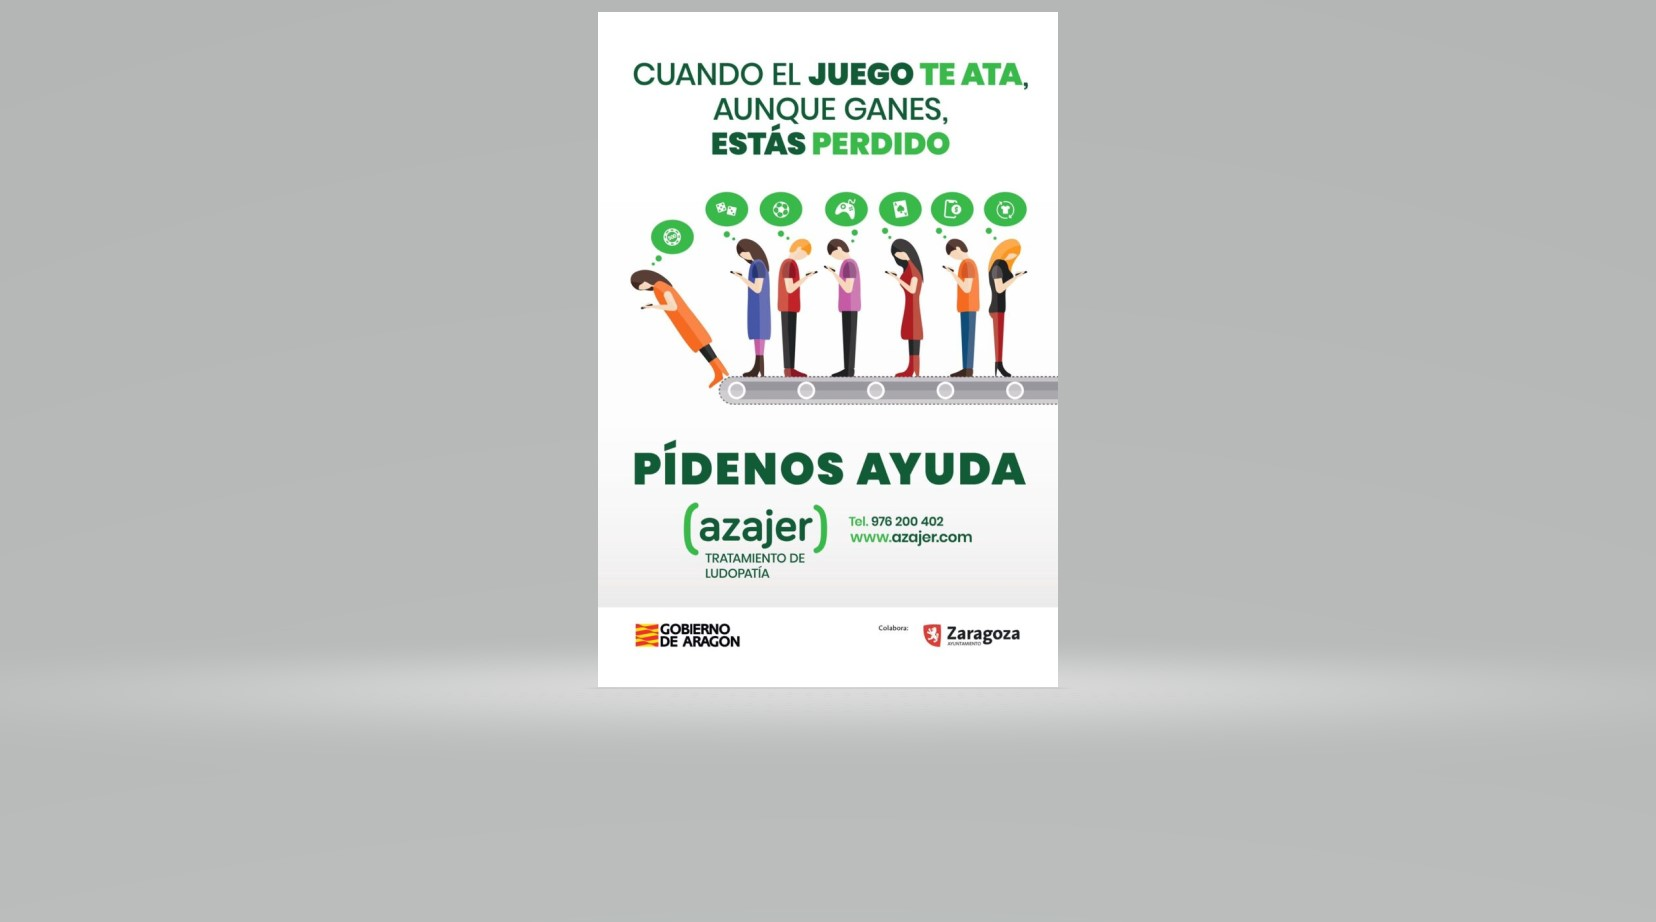 CUANDO EL JUEGO TE ATA,
AUNQUE GANES,
ESTÁS PERDIDO
PÍDENOS AYUDA
(azajer)
TRATAMIENTO DE
LUDOPATÍA
Tel. 976 200 402
www.azajer.com
GOBIERNO
DE ARAGON
Colabora:
Zaragoza
AYUNTAMIENTO